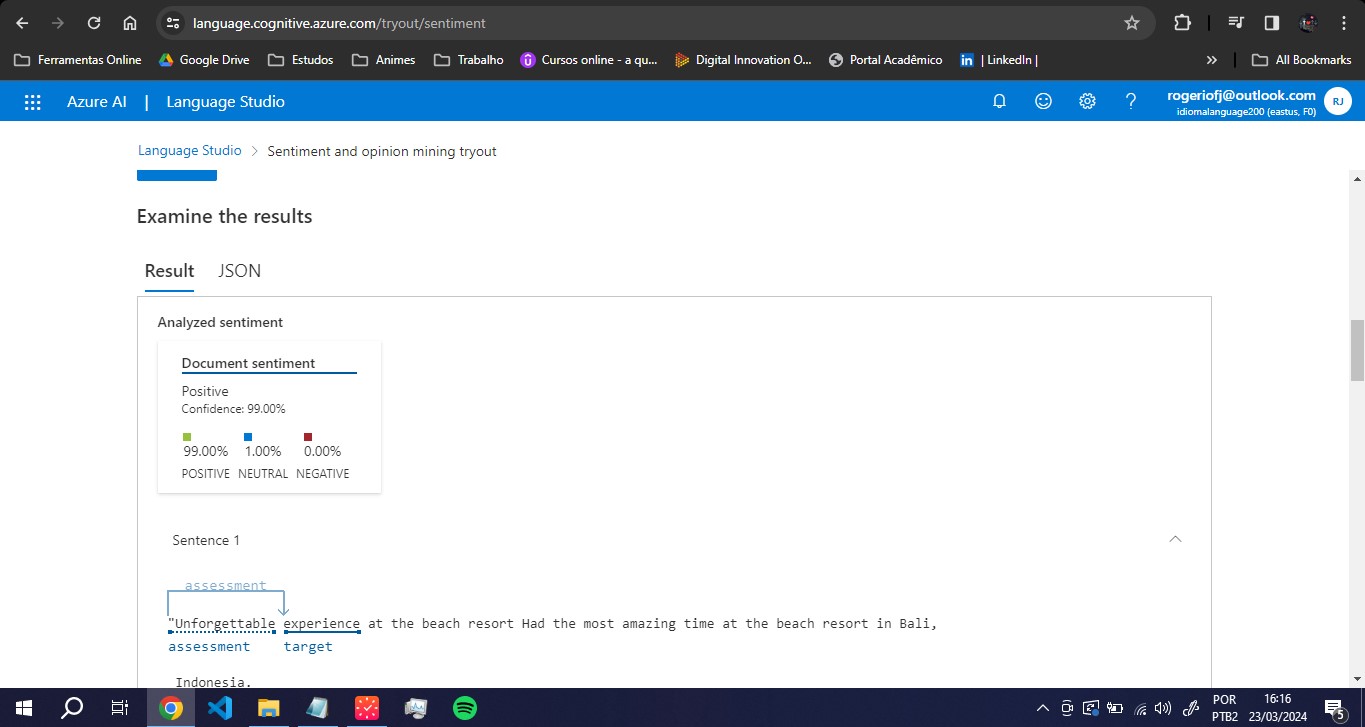 language.cognitive.azure.com/tryout/sentiment
Ferramentas Online Google Drive Estudos Animes Trabalho Cursos online - a qu... Digital Innovation O... Portal Acadêmico | LinkedIn | » All Bookmarks
Azure AI | Language Studio
rogeriofj@outlook.com
idiomalanguage200 (eastus, F0)
RJ
Language Studio > Sentiment and opinion mining tryout
Examine the results
Result JSON
Analyzed sentiment
Document sentiment
Positive
Confidence: 99.00%
99.00% 1.00% 0.00%
POSITIVE NEUTRAL NEGATIVE
Sentence 1
assessment
"Unforgettable experience at the beach resort Had the most amazing time at the beach resort in Bali,
assessment target
Indonesia.
POR 16:16
PTB2 23/03/2024
5